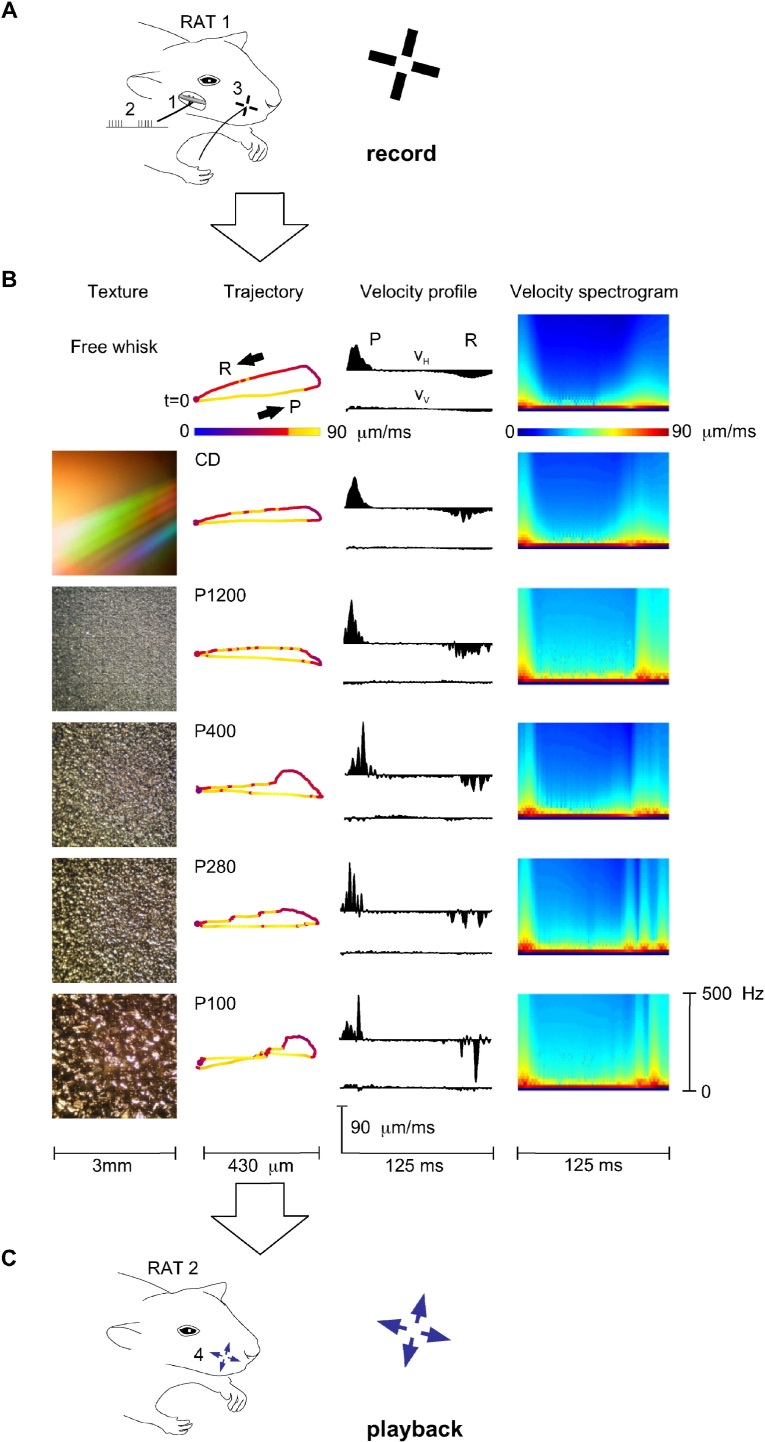 A
RAT 1
3
1
2
record
B
Texture
Trajectory
Velocity profile
Velocity spectrogram
Free whisk
R
t=0
P
P
R
VH
VV
0
90 μm/ms
0
90 μm/ms
CD
P1200
P400
P280
P100
500 Hz
0
90 μm/ms
3mm
430 μm
125 ms
125 ms
C
RAT 2
4
playback